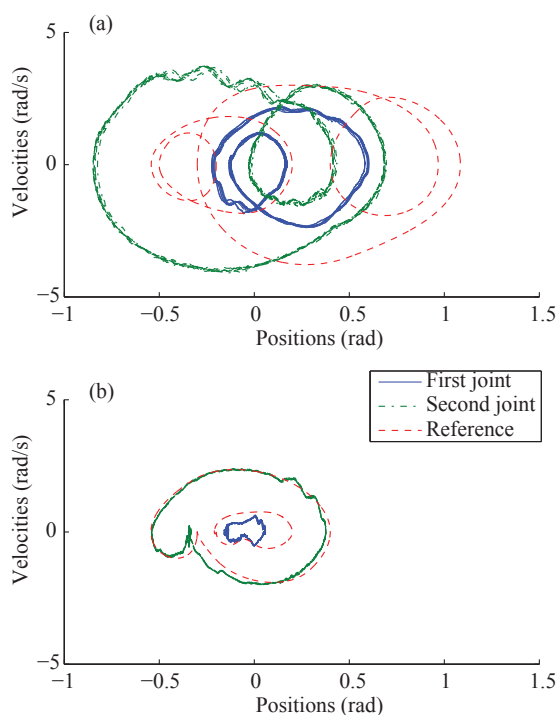 (a)
5
0
−5
Velocities (rad/s)
−1
−0.5
0
0.5
1
1.5
Positions (rad)
(b)
First joint
Second joint
Reference
5
0
−5
Velocities (rad/s)
−1
−0.5
0
0.5
1
1.5
Positions (rad)